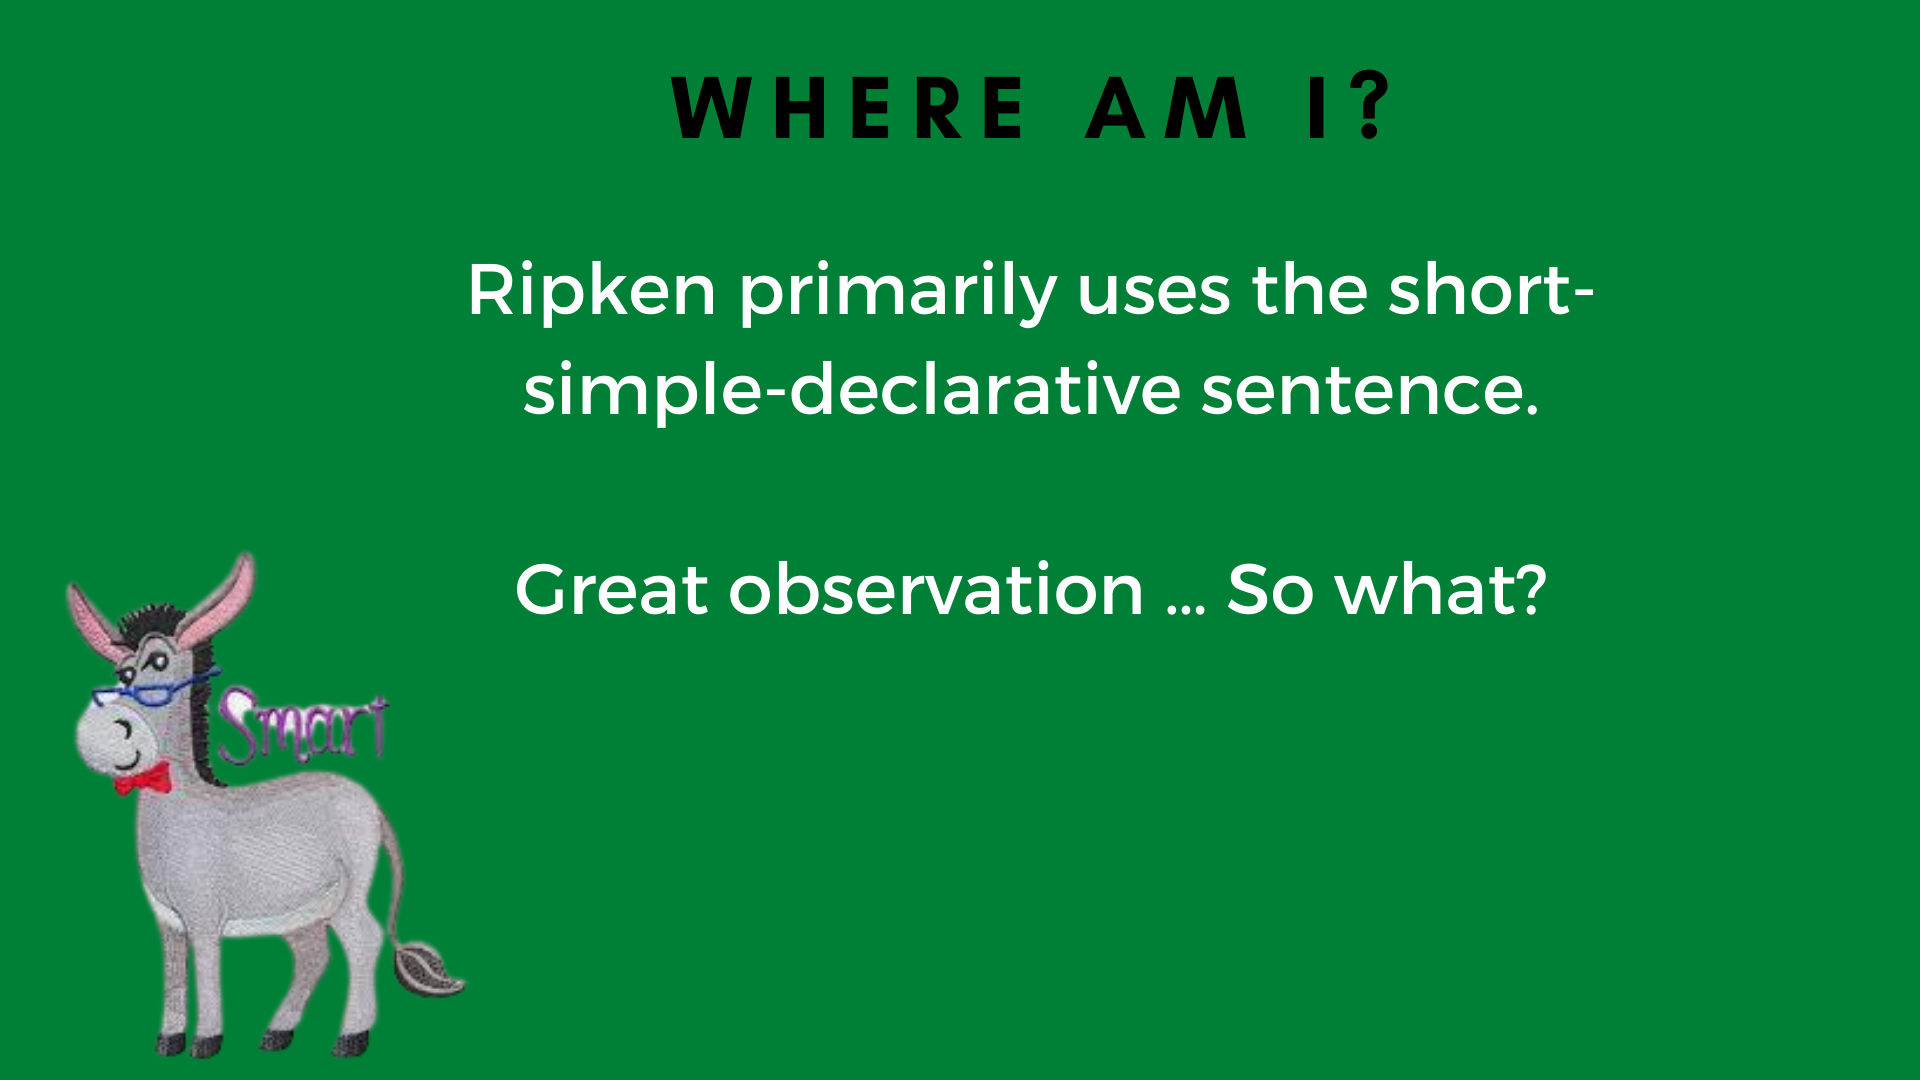 WHERE AM I?
Ripken primarily uses the short-
simple-declarative sentence.
Great observation ... So what?
Smart